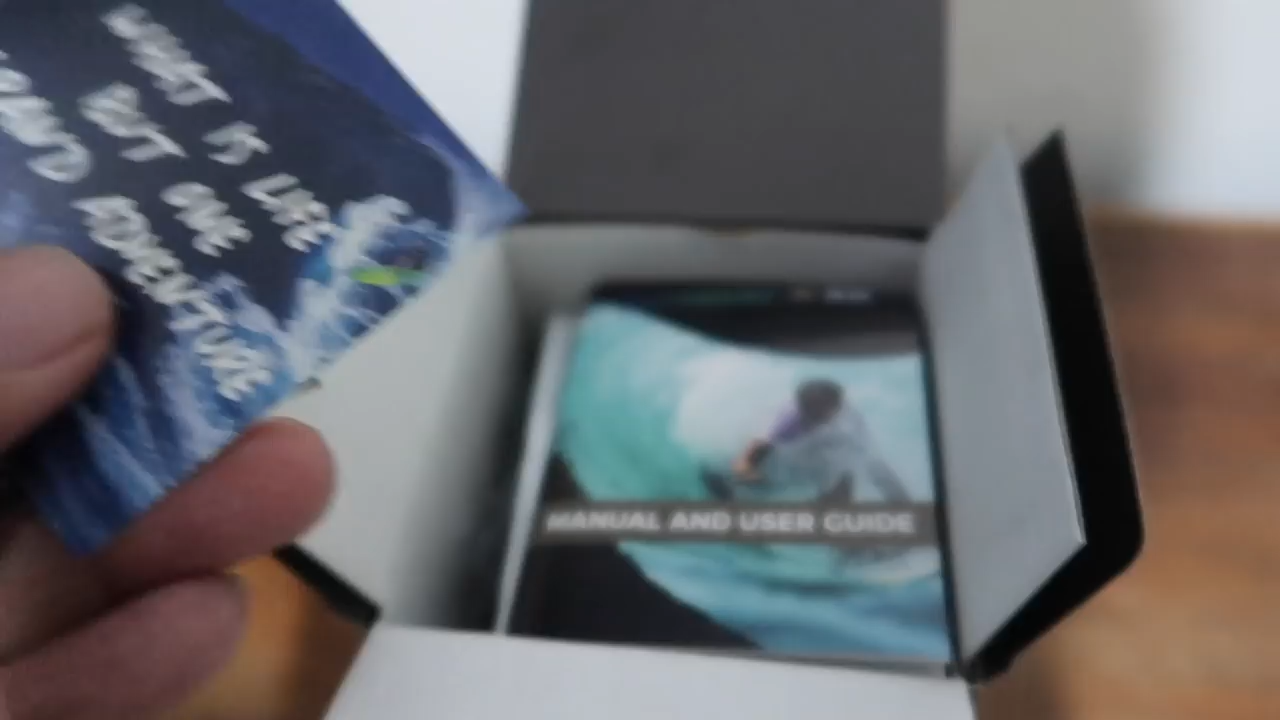 WHAT IS LIFE
BUT ONE
GRAND ADVENTURE
MANUAL AND USER GUIDE